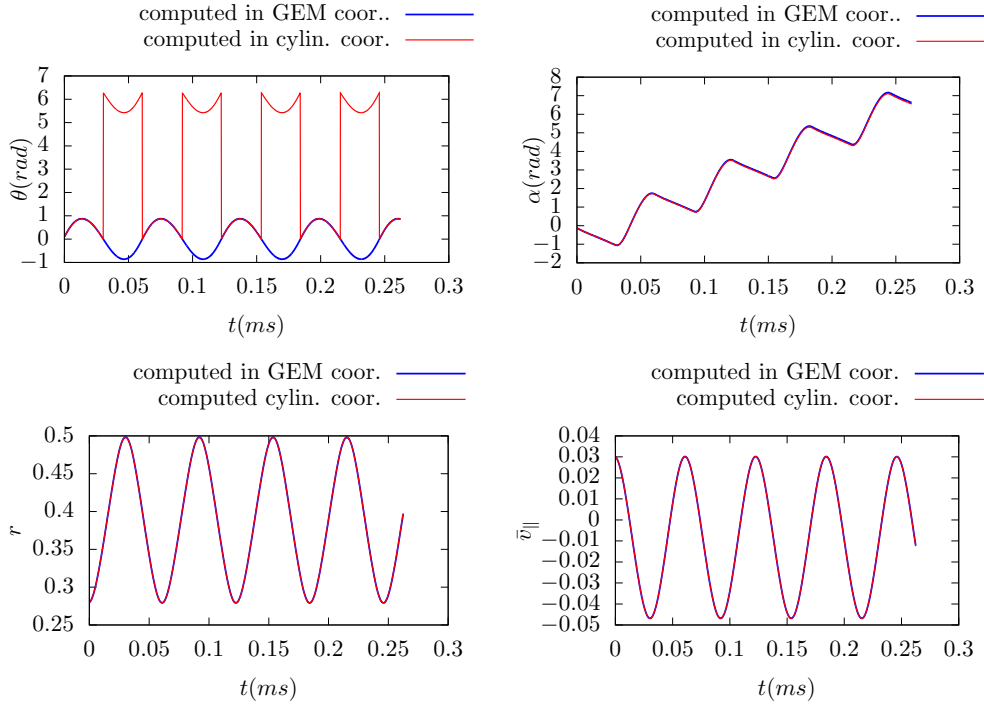 computed in GEM coor..
computed in cylin. coor.
7
6
5
4
3
2
1
0
−1
θ(rad)
0 0.05 0.1 0.15 0.2 0.25 0.3
t(ms)
computed in GEM coor..
computed in cylin. coor.
8
7
6
5
4
3
2
1
0
−1
−2
α(rad)
0 0.05 0.1 0.15 0.2 0.25 0.3
t(ms)
computed in GEM coor.
computed cylin. coor.
0.5
0.45
0.4
0.35
0.3
0.25
r
0 0.05 0.1 0.15 0.2 0.25 0.3
t(ms)
computed in GEM coor.
computed cylin. coor.
0.04
0.03
0.02
0.01
0
−0.01
−0.02
−0.03
−0.04
−0.05
v̄∥
0 0.05 0.1 0.15 0.2 0.25 0.3
t(ms)